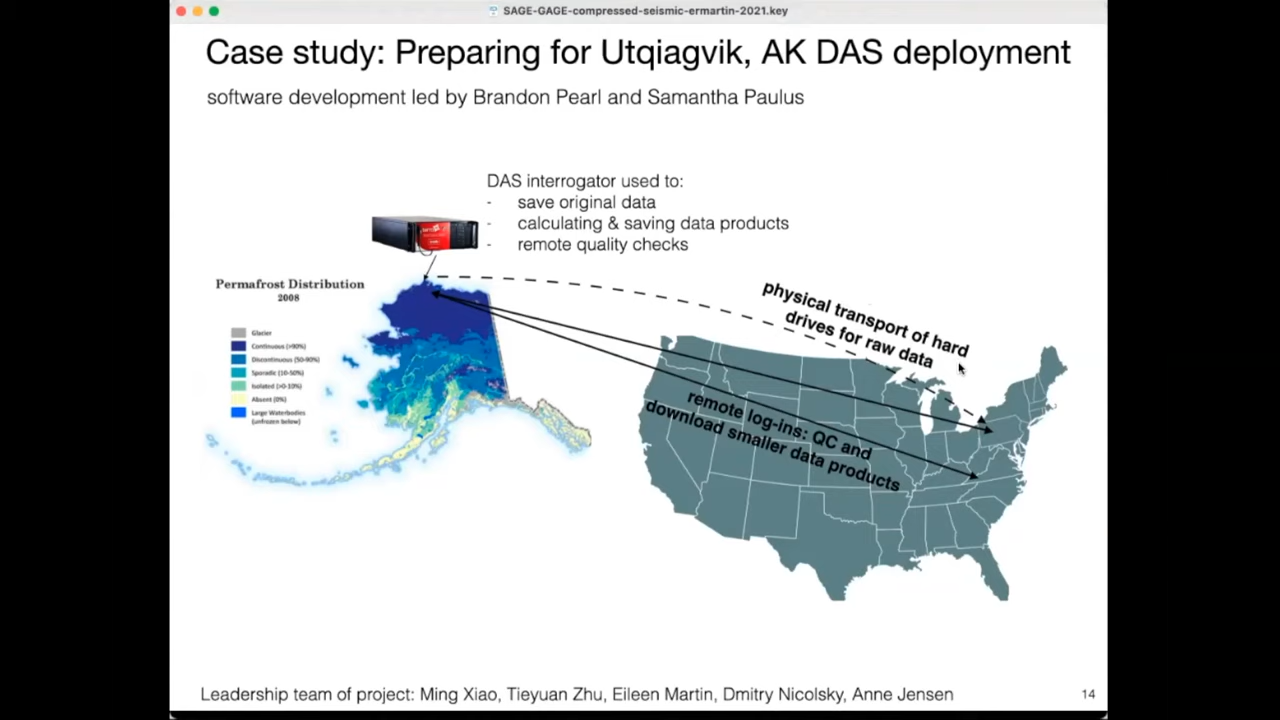 SAGE-GAGE-compressed-seismic-ermartin-2021.key
Case study: Preparing for Utqiagvik, AK DAS deployment
software development led by Brandon Pearl and Samantha Paulus
DAS interrogator used to:
- save original data
- calculating & saving data products
- remote quality checks
Permafrost Distribution
2008
Glacier
Continuous (>90%)
Discontinuous (50-90%)
Sporadic (10-50%)
Isolated (>0-10%)
Absent (0%)
Large Waterbodies
(unfrozen below)
physical transport of hard
drives for raw data
remote log-ins: QC and
download smaller data products
Leadership team of project: Ming Xiao, Tieyuan Zhu, Eileen Martin, Dmitry Nicolsky, Anne Jensen
14